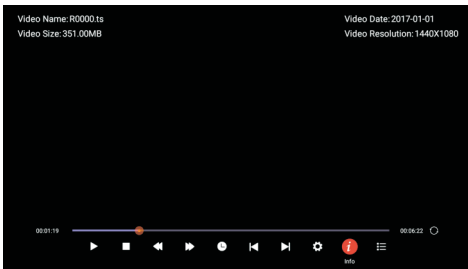 Video Name: R0000.ts
Video Date: 2017-01-01
Video Size: 351.00MB
Video Resolution: 1440X1080
00:01:19
00:06:22
i
Info